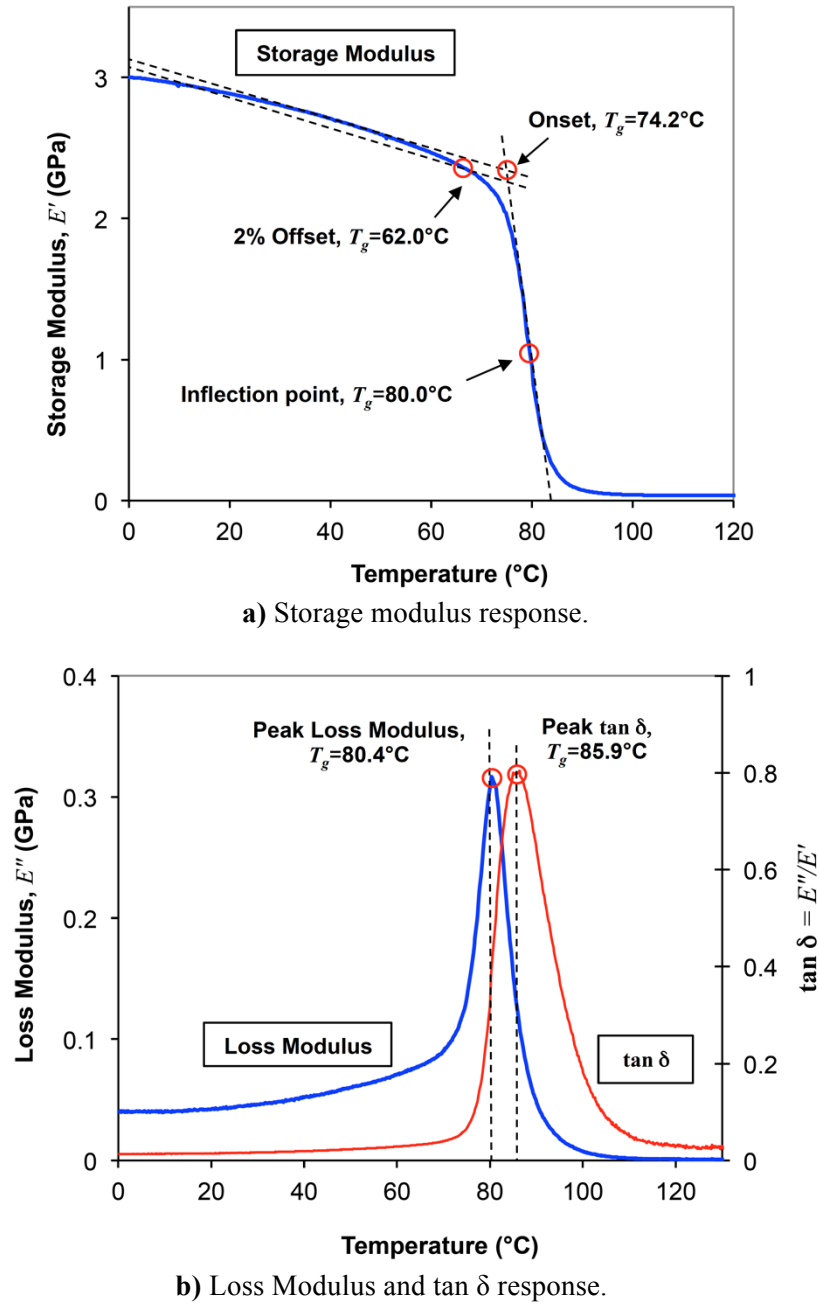 Storage Modulus
3
Onset, Tg=74.2°C
2% Offset, Tg=62.0°C
2
Storage Modulus, E' (GPa)
1
Inflection point, Tg=80.0°C
0
0 20 40 60 80 100 120
Temperature (°C)
a) Storage modulus response.
0.4 1
Peak Loss Modulus,
Tg=80.4°C
Peak tan δ,
Tg=85.9°C
0.3 0.8
0.6
Loss Modulus, E" (GPa)
tan δ = E"/E'
0.2
0.4
0.1 0.2
Loss Modulus
tan δ
0 0
0 20 40 60 80 100 120
Temperature (°C)
b) Loss Modulus and tan δ response.